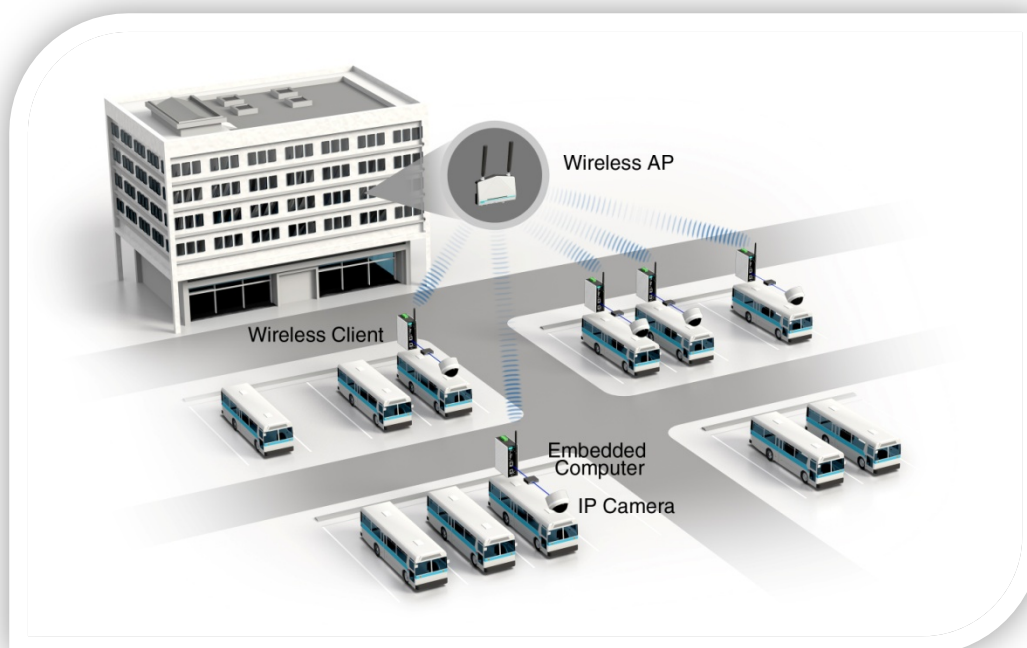 Wireless AP
Wireless Client
Embedded
Computer
IP Camera